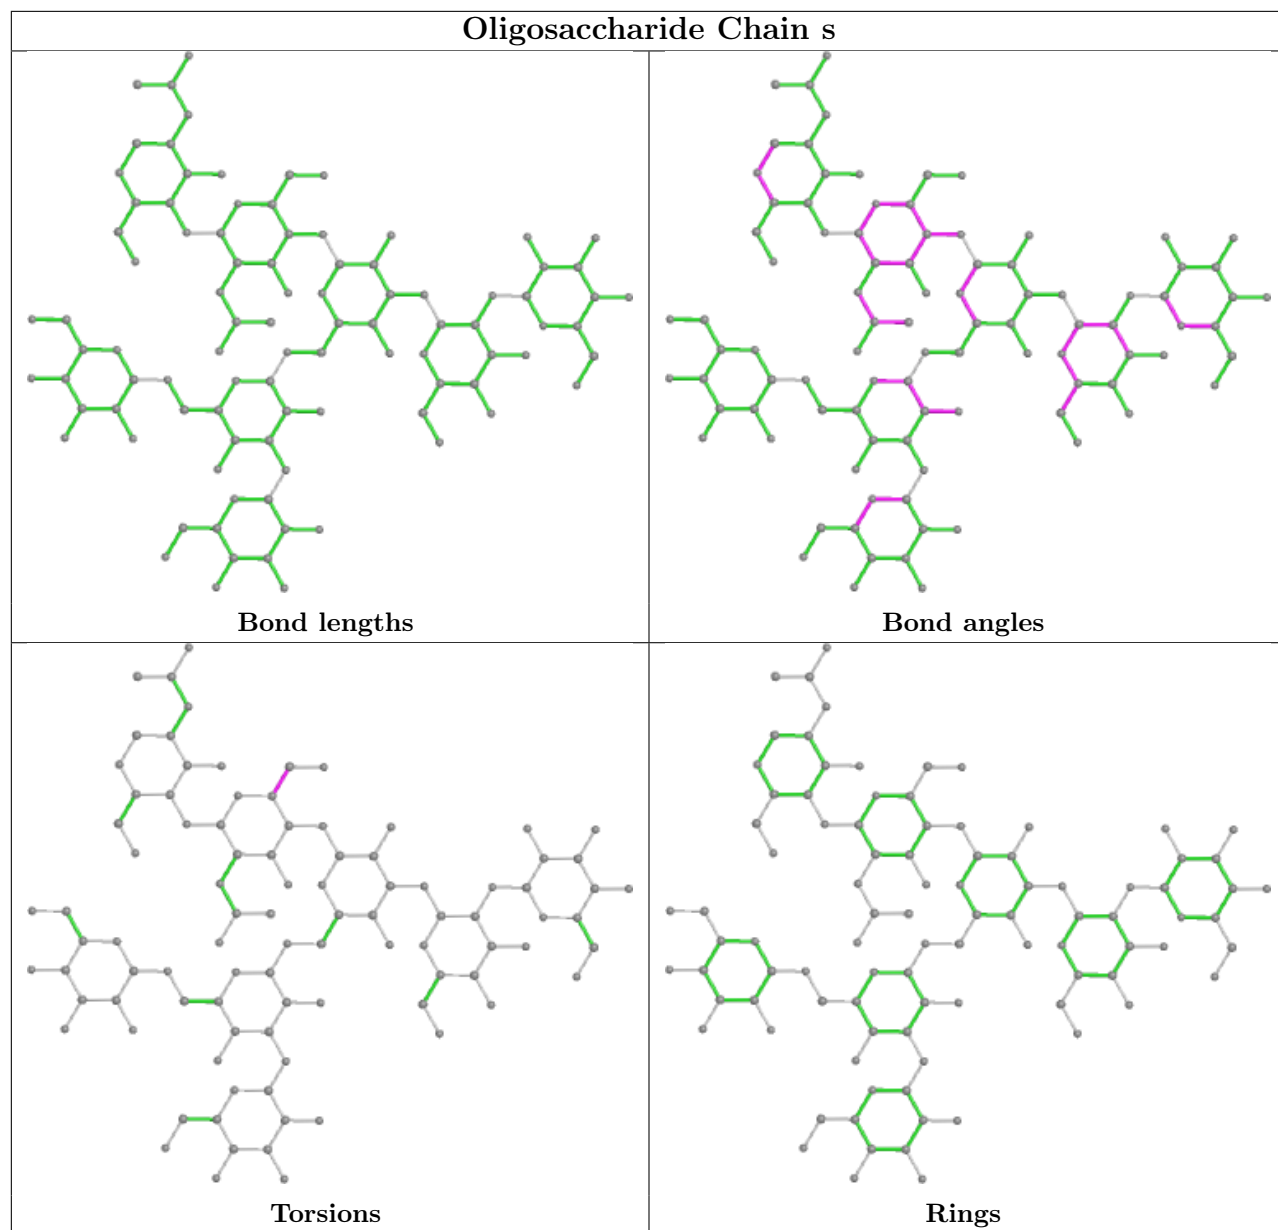 Oligosaccharide Chain s
Bond lengths
Bond angles
Torsions
Rings